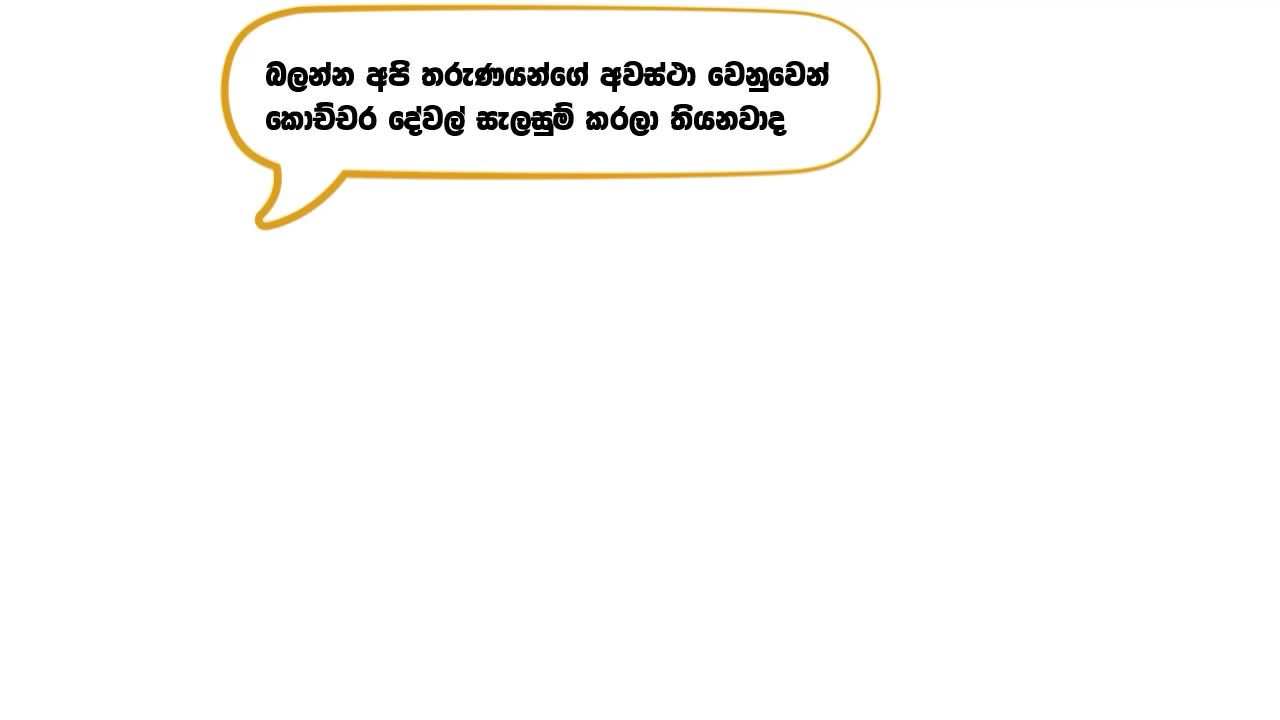 බලන්න අපි තරුණයන්ගේ අවස්ථා වෙනුවෙන්
කොච්චර දේවල් සැලසුම් කරලා තියනවාද